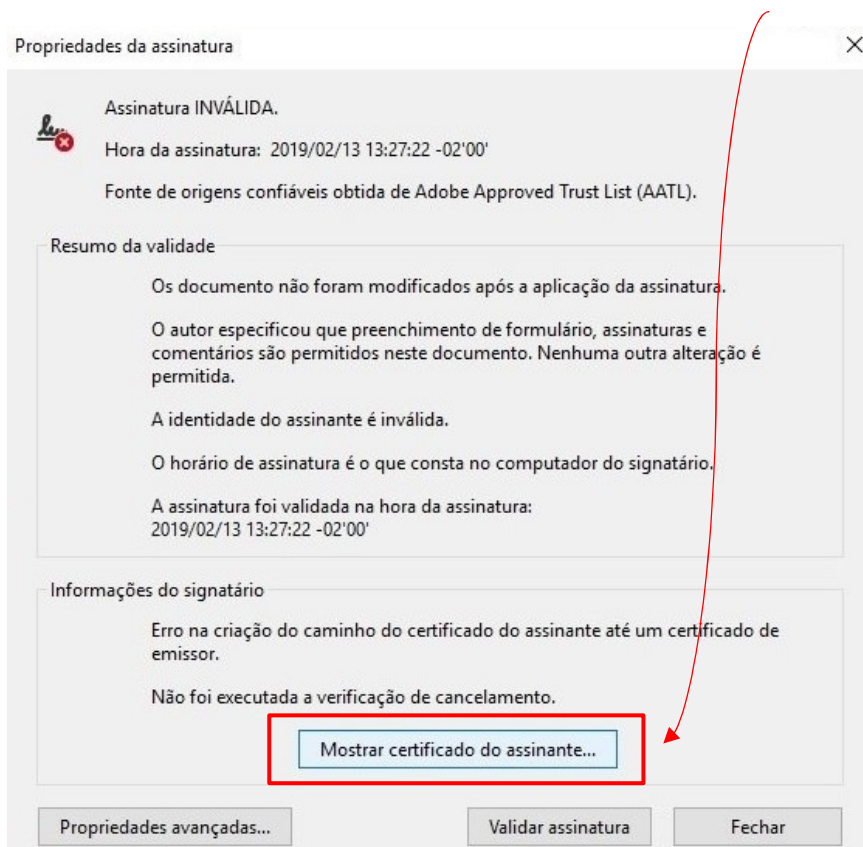 Propriedades da assinatura
Assinatura INVÁLIDA.
Hora da assinatura: 2019/02/13 13:27:22 -02'00'
Fonte de origens confiáveis obtida de Adobe Approved Trust List (AATL).
Resumo da validade
Os documento não foram modificados após a aplicação da assinatura.
O autor especificou que preenchimento de formulário, assinaturas e
comentários são permitidos neste documento. Nenhuma outra alteração é
permitida.
A identidade do assinante é inválida.
O horário de assinatura é o que consta no computador do signatário.
A assinatura foi validada na hora da assinatura:
2019/02/13 13:27:22 -02'00'
Informações do signatário
Erro na criação do caminho do certificado do assinante até um certificado de
emissor.
Não foi executada a verificação de cancelamento.
Mostrar certificado do assinante...
Propriedades avançadas...
Validar assinatura
Fechar